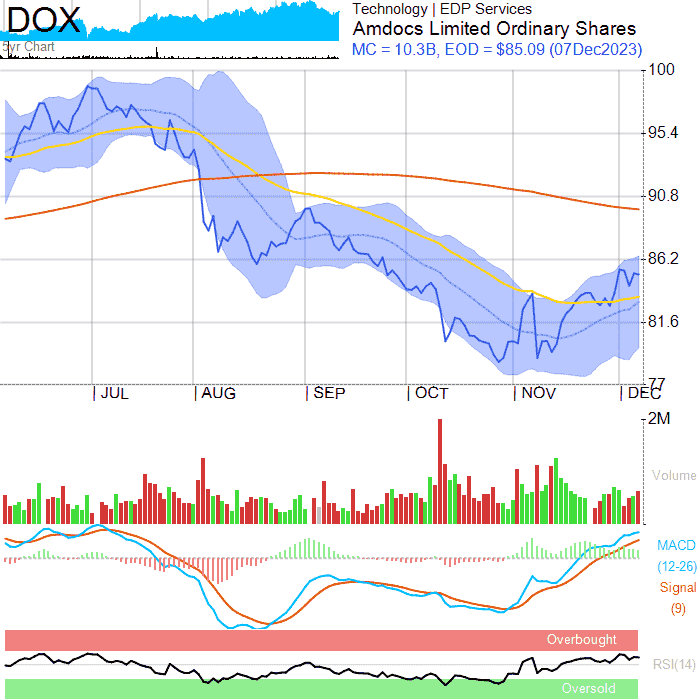 DOX
5yr Chart
Technology | EDP Services
Amdocs Limited Ordinary Shares
MC = 10.3B, EOD = $85.09 (07Dec2023)
100
95.4
90.8
86.2
81.6
77
JUL
AUG
SEP
OCT
NOV
DEC
2M
Volume
MACD
(12-26)
Signal
(9)
Overbought
RSI(14)
Oversold